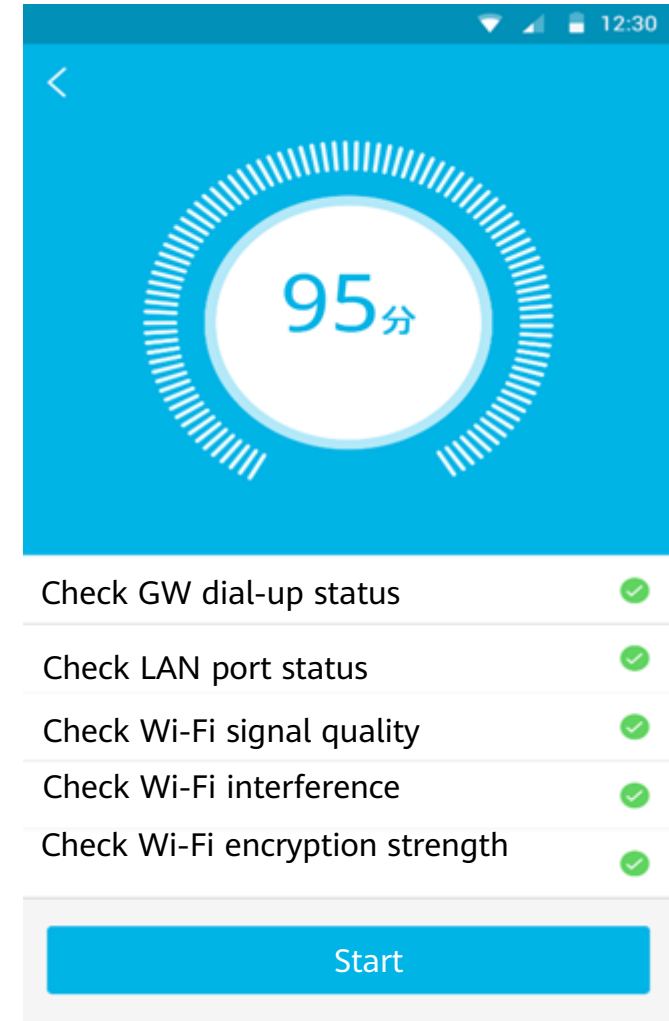 12:30
95分
Check GW dial-up status
Check LAN port status
Check Wi-Fi signal quality
Check Wi-Fi interference
Check Wi-Fi encryption strength
Start